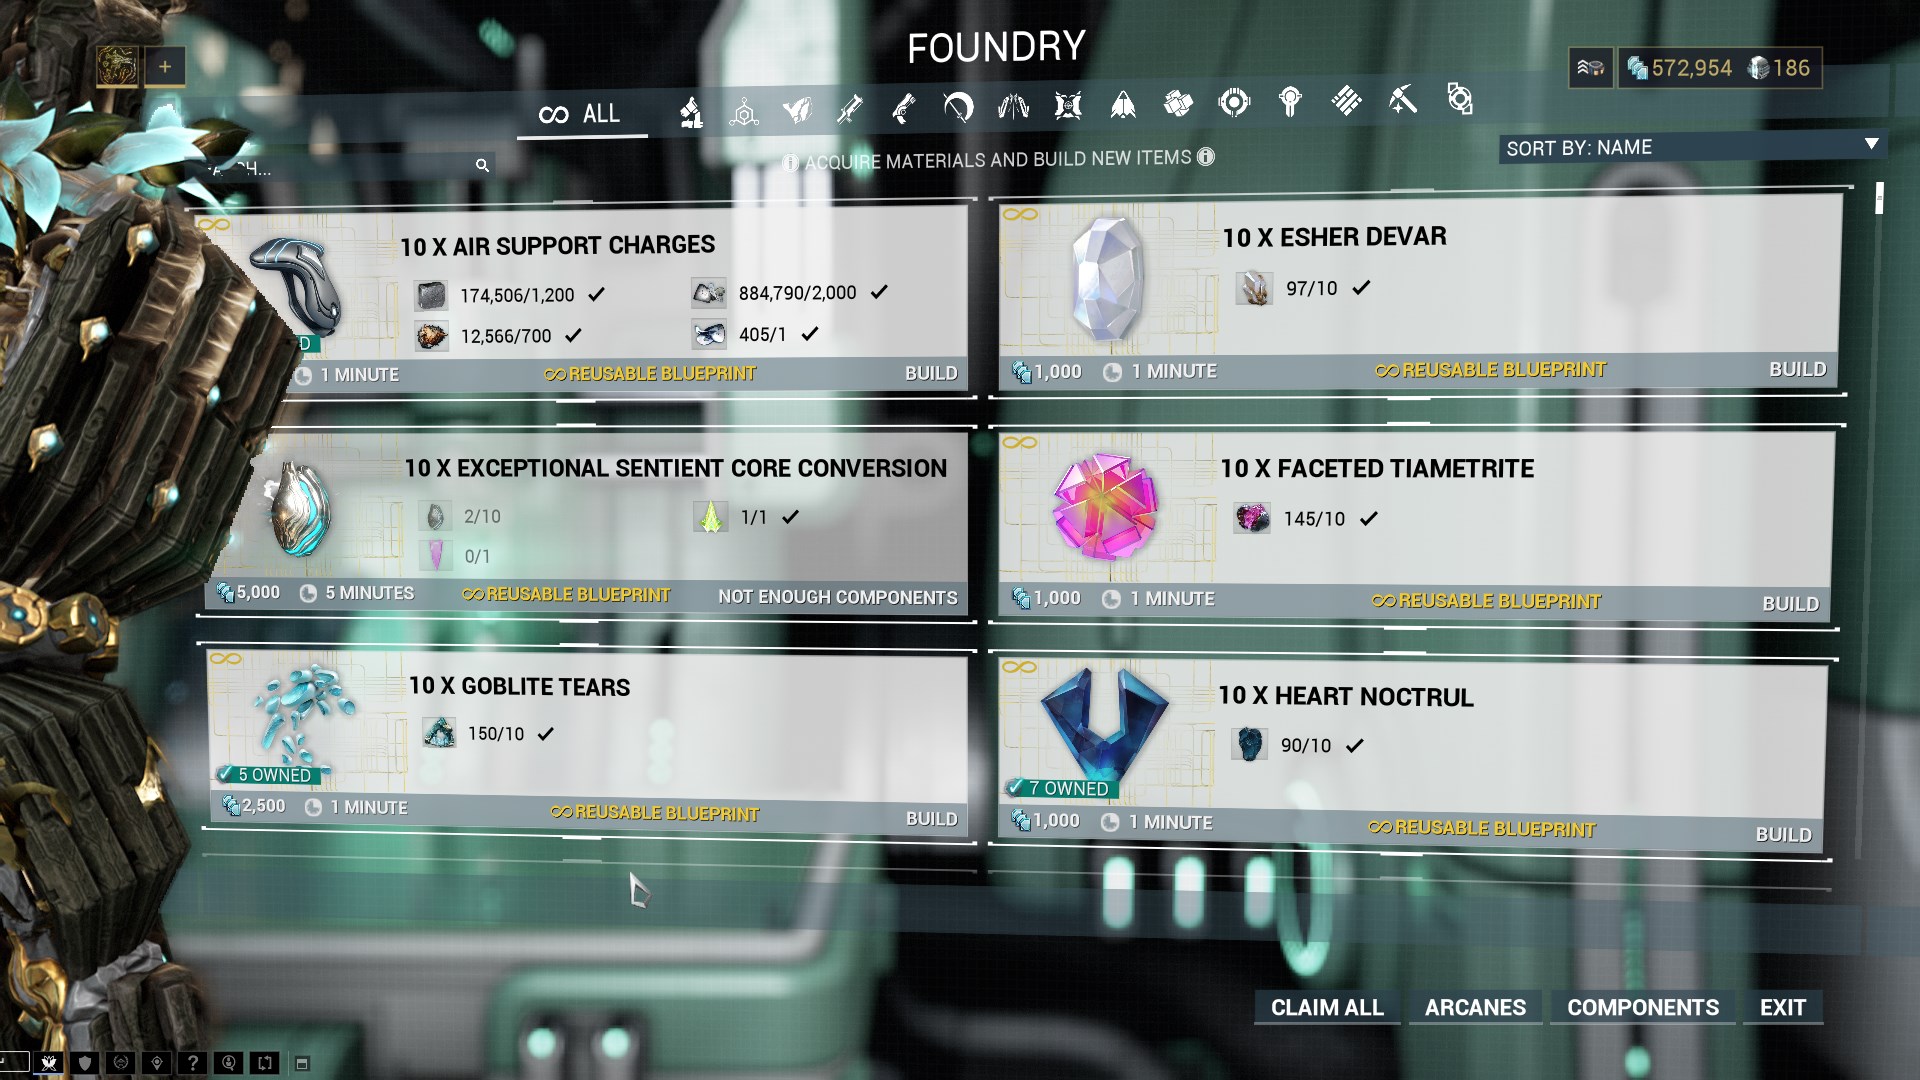 FOUNDRY
572,954 186
ALL
ACQUIRE MATERIALS AND BUILD NEW ITEMS
SORT BY: NAME
10 X AIR SUPPORT CHARGES
174,506/1,200
884,790/2,000
12,566/700
405/1
1 MINUTE
REUSABLE BLUEPRINT
BUILD
10 X ESHER DEVAR
97/10
1,000
1 MINUTE
REUSABLE BLUEPRINT
BUILD
10 X EXCEPTIONAL SENTIENT CORE CONVERSION
2/10
1/1
0/1
5,000
5 MINUTES
REUSABLE BLUEPRINT
NOT ENOUGH COMPONENTS
10 X FACETED TIAMETRITE
145/10
1,000
1 MINUTE
REUSABLE BLUEPRINT
BUILD
10 X GOBLITE TEARS
150/10
5 OWNED
2,500
1 MINUTE
REUSABLE BLUEPRINT
BUILD
10 X HEART NOCTRUL
90/10
7 OWNED
1,000
1 MINUTE
REUSABLE BLUEPRINT
BUILD
CLAIM ALL
ARCANES
COMPONENTS
EXIT